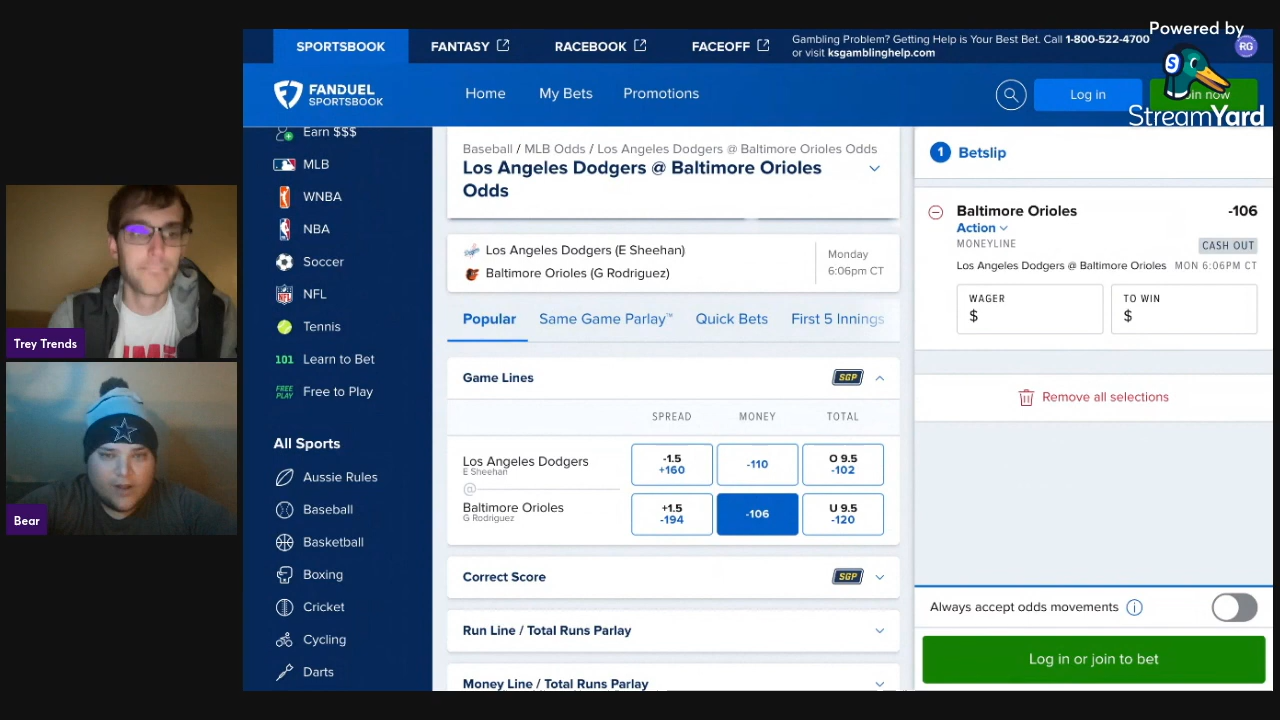 Powered by
StreamYard
SPORTSBOOK
FANTASY
RACEBOOK
FACEOFF
Gambling Problem? Getting Help is Your Best Bet. Call 1-800-522-4700
or visit ksgamblinghelp.com
RG
FANDUEL
SPORTSBOOK
Home
My Bets
Promotions
Log in
Join now
Earn $$$
MLB
WNBA
NBA
Soccer
NFL
Tennis
101 Learn to Bet
FREE PLAY Free to Play
All Sports
Aussie Rules
Baseball
Basketball
Boxing
Cricket
Cycling
Darts
Baseball / MLB Odds / Los Angeles Dodgers @ Baltimore Orioles Odds
Los Angeles Dodgers @ Baltimore Orioles
Odds
Los Angeles Dodgers (E Sheehan)
Baltimore Orioles (G Rodriguez)
Monday
6:06pm CT
Popular
Same Game Parlay™
Quick Bets
First 5 Innings
Game Lines
SGP
SPREAD
MONEY
TOTAL
Los Angeles Dodgers
E Sheehan
-1.5
+160
-110
O 9.5
-102
@
Baltimore Orioles
G Rodriguez
+1.5
-194
-106
U 9.5
-120
Correct Score
SGP
Run Line / Total Runs Parlay
Money Line / Total Runs Parlay
1 Betslip
Baltimore Orioles -106
Action
MONEYLINE
CASH OUT
Los Angeles Dodgers @ Baltimore Orioles MON 6:06PM CT
WAGER
$
TO WIN
$
Remove all selections
Always accept odds movements
Log in or join to bet
Trey Trends
Bear